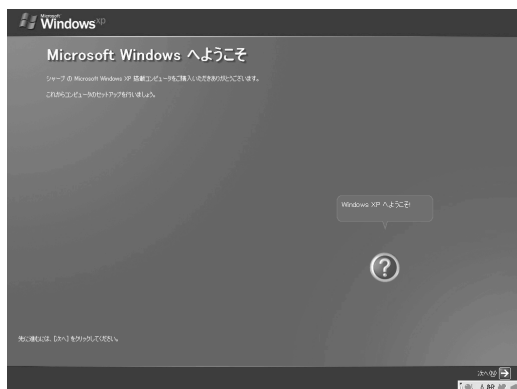 Microsoft
Windows xp
Microsoft Windows へようこそ
シャープ の Microsoft Windows XP 搭載コンピュータをご購入いただきありがとうございます。
これからコンピュータのセットアップを行いましょう。
Windows XP へようこそ!
先に進むには、[次へ] をクリックしてください。
次へ(N)